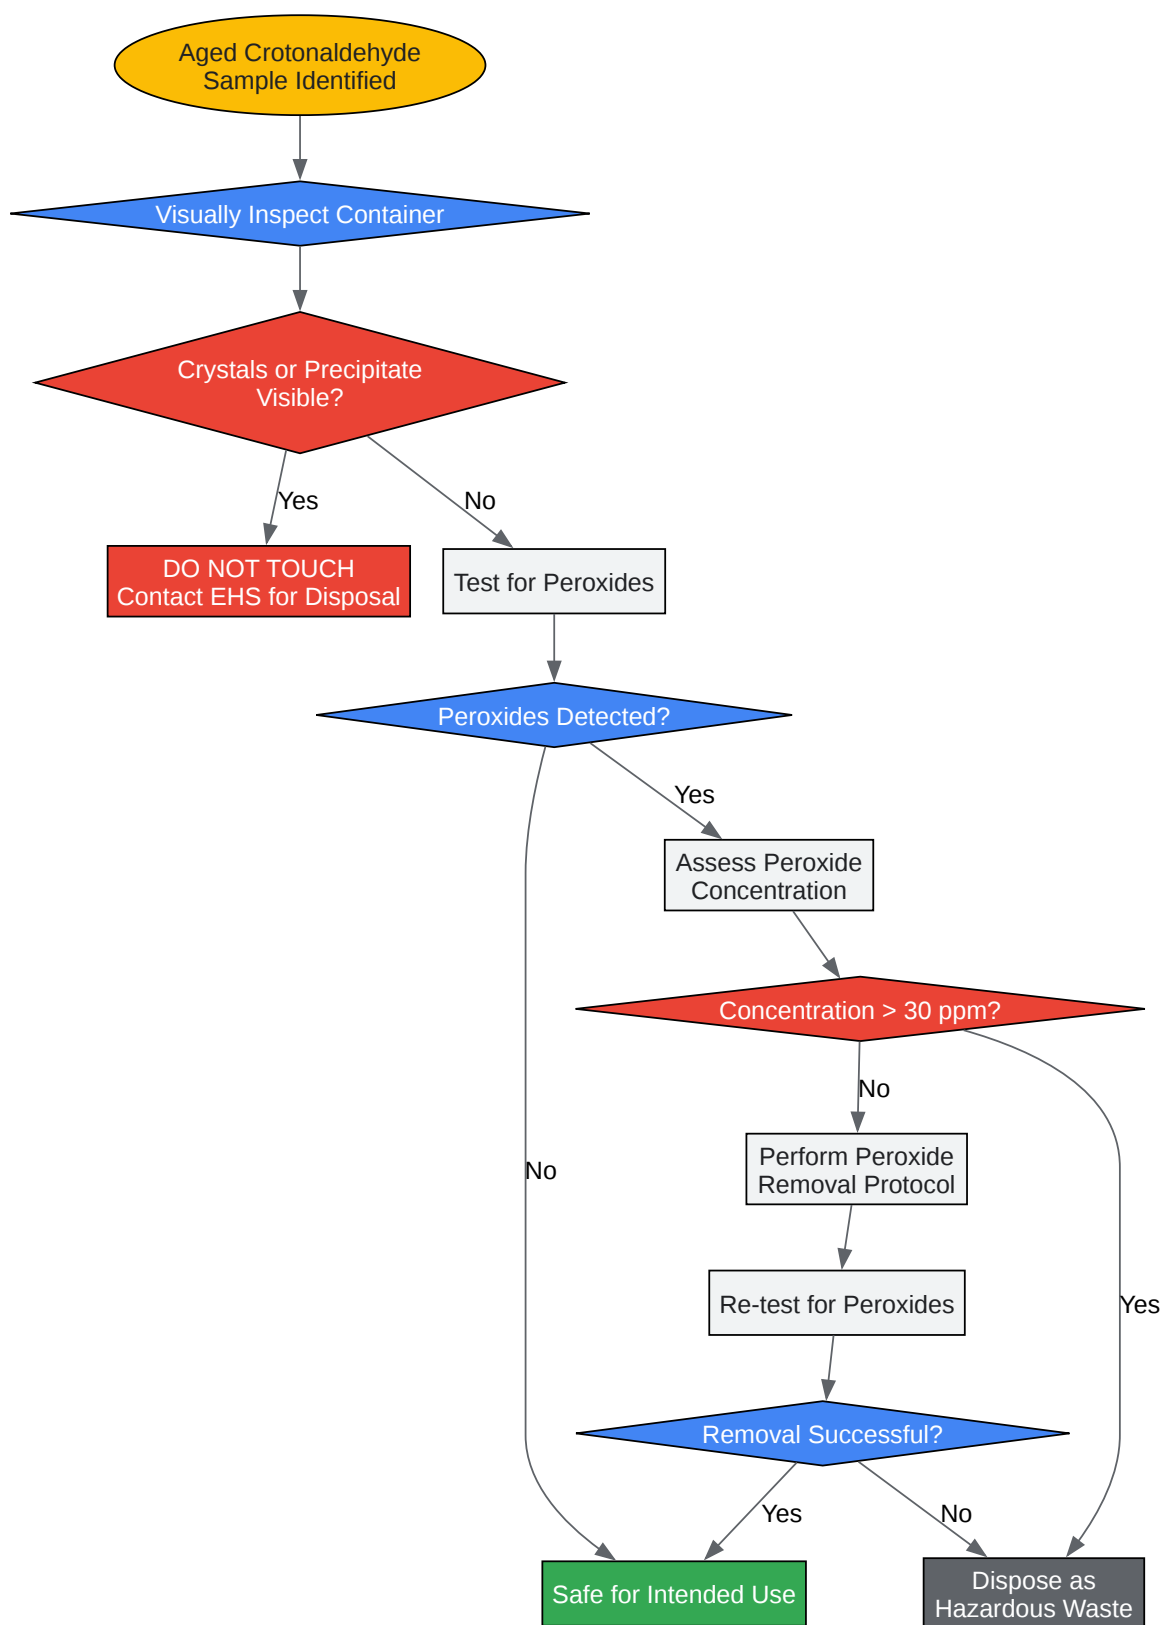 Aged Crotonaldehyde
Sample Identified
Visually Inspect Container
Crystals or Precipitate
Visible?
Yes
No
DO NOT TOUCH
Contact EHS for Disposal
Test for Peroxides
Peroxides Detected?
Yes
Assess Peroxide
Concentration
Concentration > 30 ppm?
No
Perform Peroxide
Removal Protocol
No
Re-test for Peroxides
Yes
Removal Successful?
Yes
No
Safe for Intended Use
Dispose as
Hazardous Waste